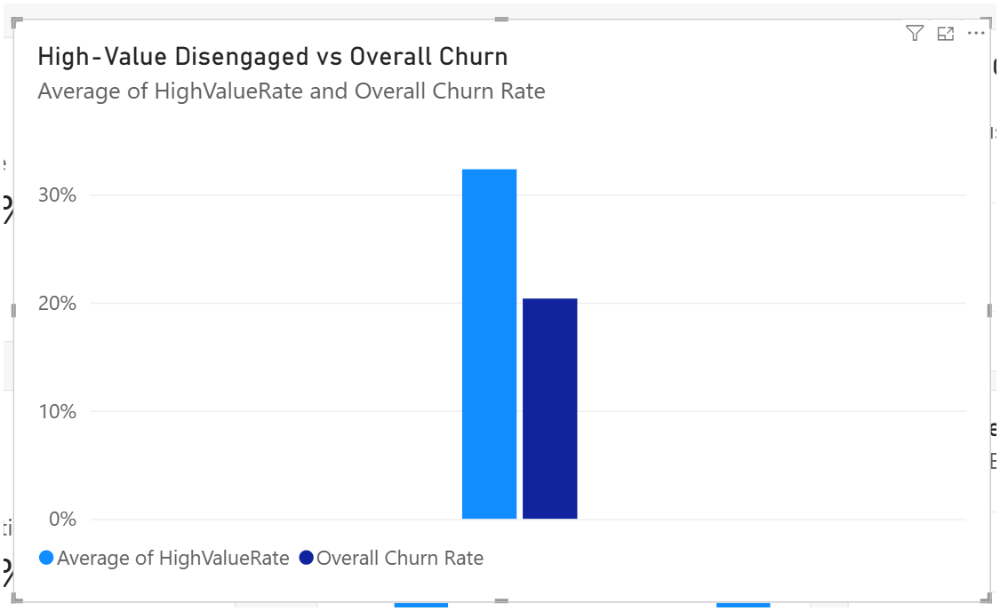 High-Value Disengaged vs Overall Churn
Average of HighValueRate and Overall Churn Rate
30%
20%
10%
0%
Average of HighValueRate
Overall Churn Rate